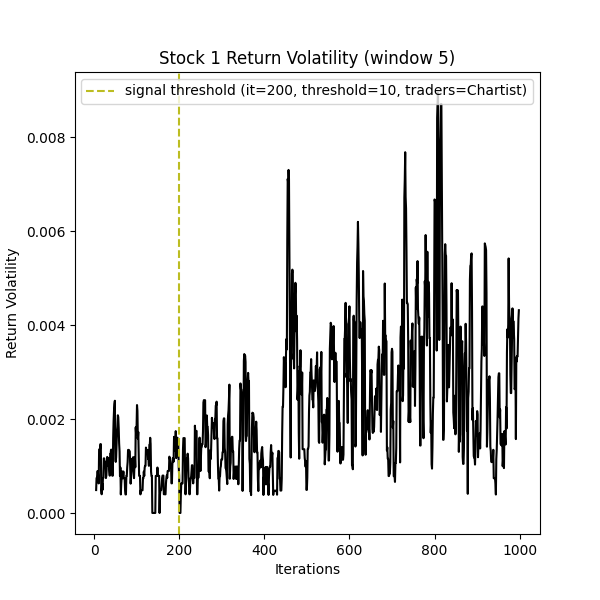 Stock 1 Return Volatility (window 5)
signal threshold (it=200, threshold=10, traders=Chartist)
0.008
0.006
0.004
0.002
0.000
Return Volatility
0 200 400 600 800 1000
Iterations